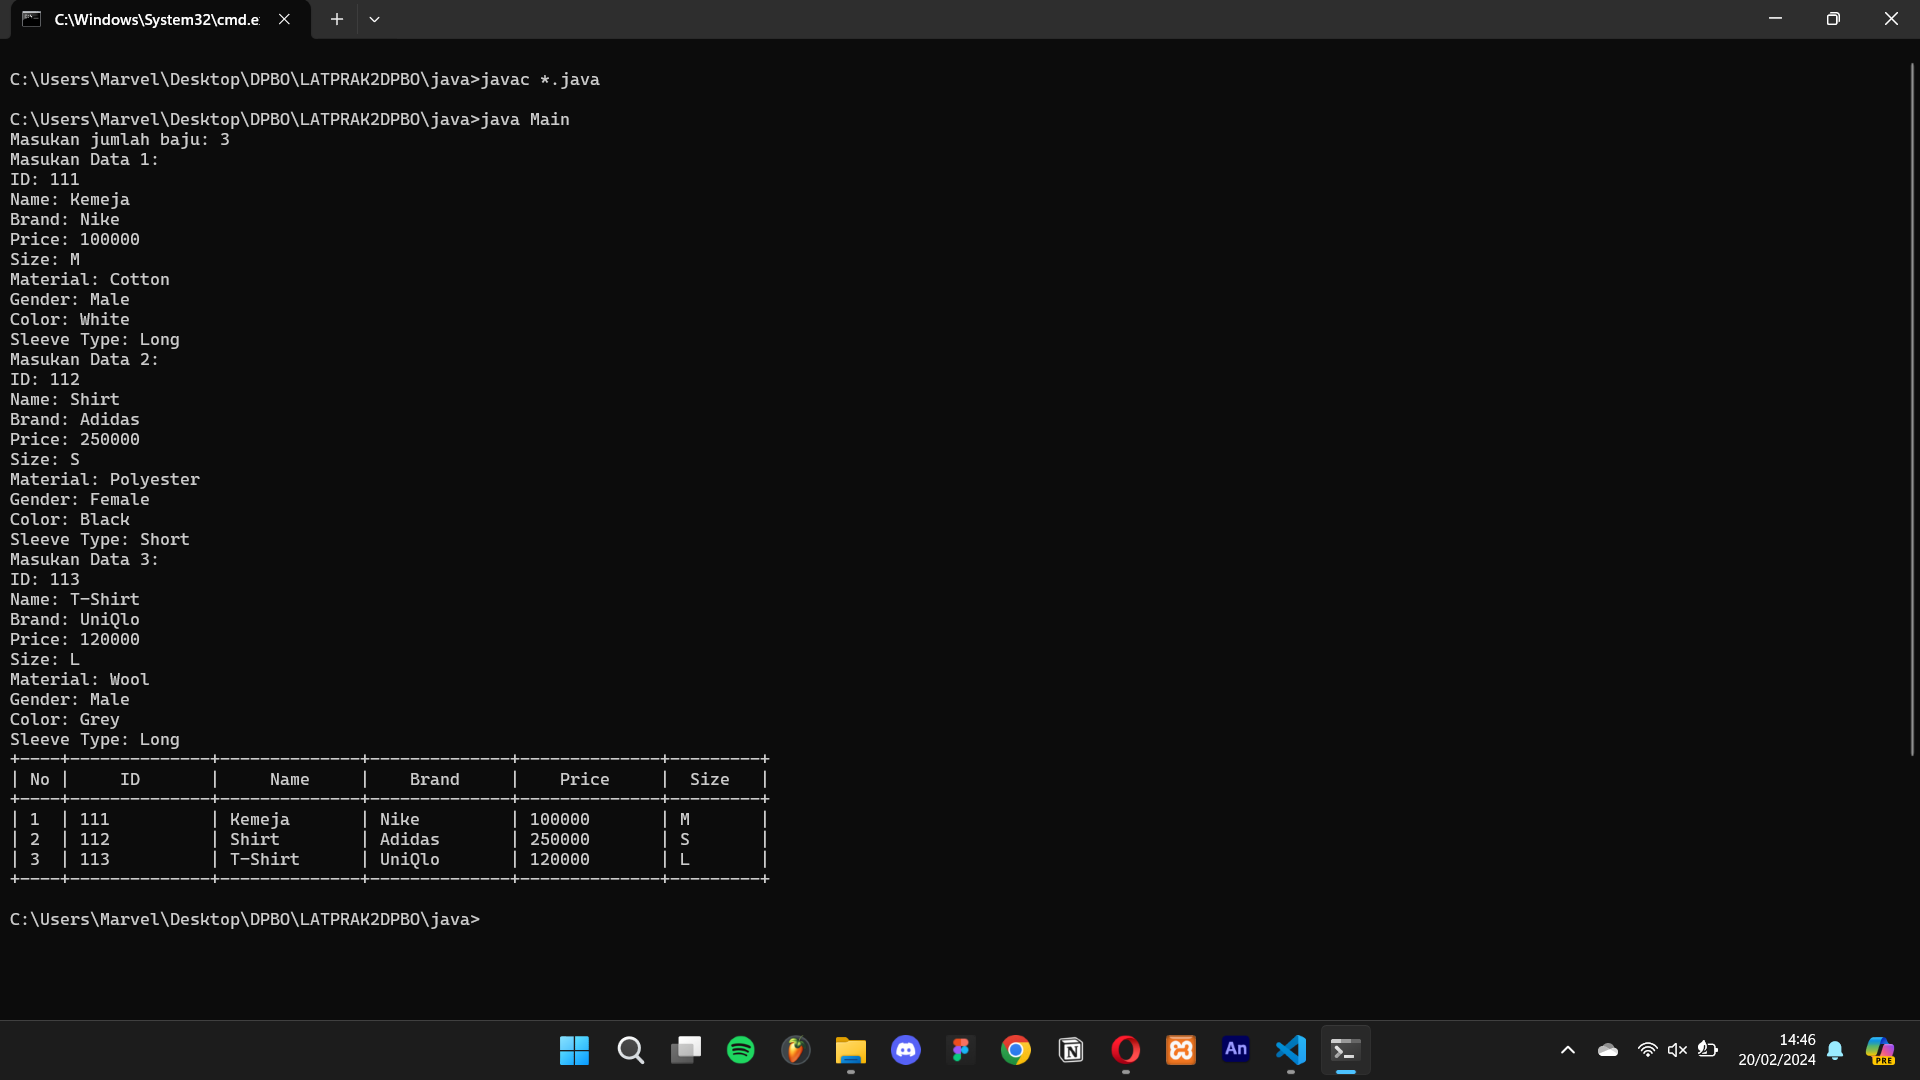 C:\Windows\System32\cmd.e
C:\Users\Marvel\Desktop\DPBO\LATPRAK2DPBO\java>javac *.java
C:\Users\Marvel\Desktop\DPBO\LATPRAK2DPBO\java>java Main
Masukan jumlah baju: 3
Masukan Data 1:
ID: 111
Name: Kemeja
Brand: Nike
Price: 100000
Size: M
Material: Cotton
Gender: Male
Color: White
Sleeve Type: Long
Masukan Data 2:
ID: 112
Name: Shirt
Brand: Adidas
Price: 250000
Size: S
Material: Polyester
Gender: Female
Color: Black
Sleeve Type: Short
Masukan Data 3:
ID: 113
Name: T-Shirt
Brand: UniQlo
Price: 120000
Size: L
Material: Wool
Gender: Male
Color: Grey
Sleeve Type: Long
+----+--------------+--------------+--------------+--------------+---------+
| No |     ID       |     Name     |    Brand     |    Price     |  Size   |
+----+--------------+--------------+--------------+--------------+---------+
| 1  | 111          | Kemeja       | Nike         | 100000       | M       |
| 2  | 112          | Shirt        | Adidas       | 250000       | S       |
| 3  | 113          | T-Shirt      | UniQlo       | 120000       | L       |
+----+--------------+--------------+--------------+--------------+---------+
C:\Users\Marvel\Desktop\DPBO\LATPRAK2DPBO\java>
An
14:46
20/02/2024
PRE